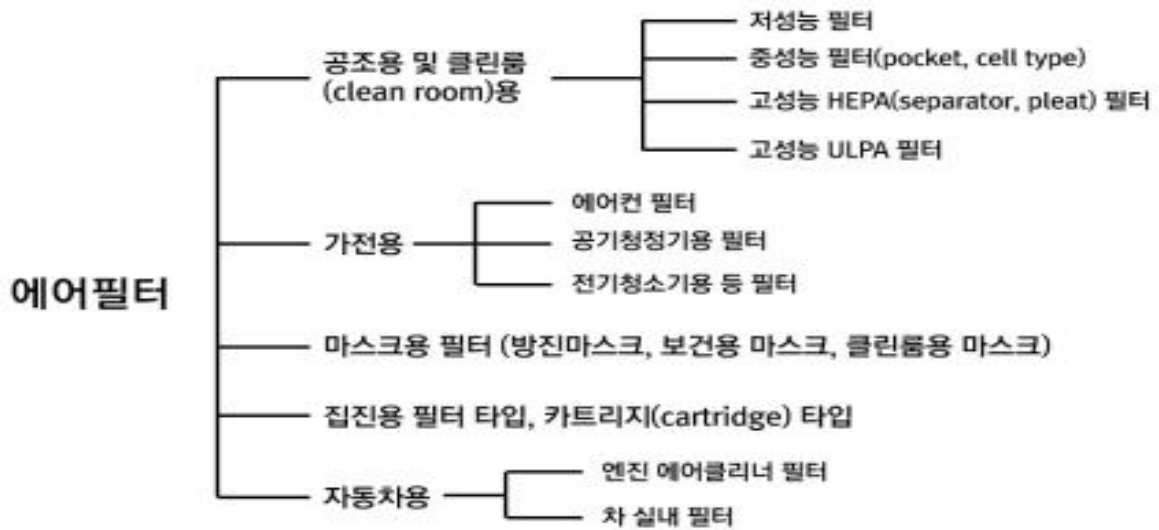 에어필터
공조용 및 클린룸
(clean room)용
저성능 필터
중성능 필터(pocket, cell type)
고성능 HEPA(separator, pleat) 필터
고성능 ULPA 필터
가전용
에어컨 필터
공기청정기용 필터
전기청소기용 등 필터
마스크용 필터 (방진마스크, 보건용 마스크, 클린룸용 마스크)
집진용 필터 타입, 카트리지(cartridge) 타입
자동차용
엔진 에어클리너 필터
차 실내 필터